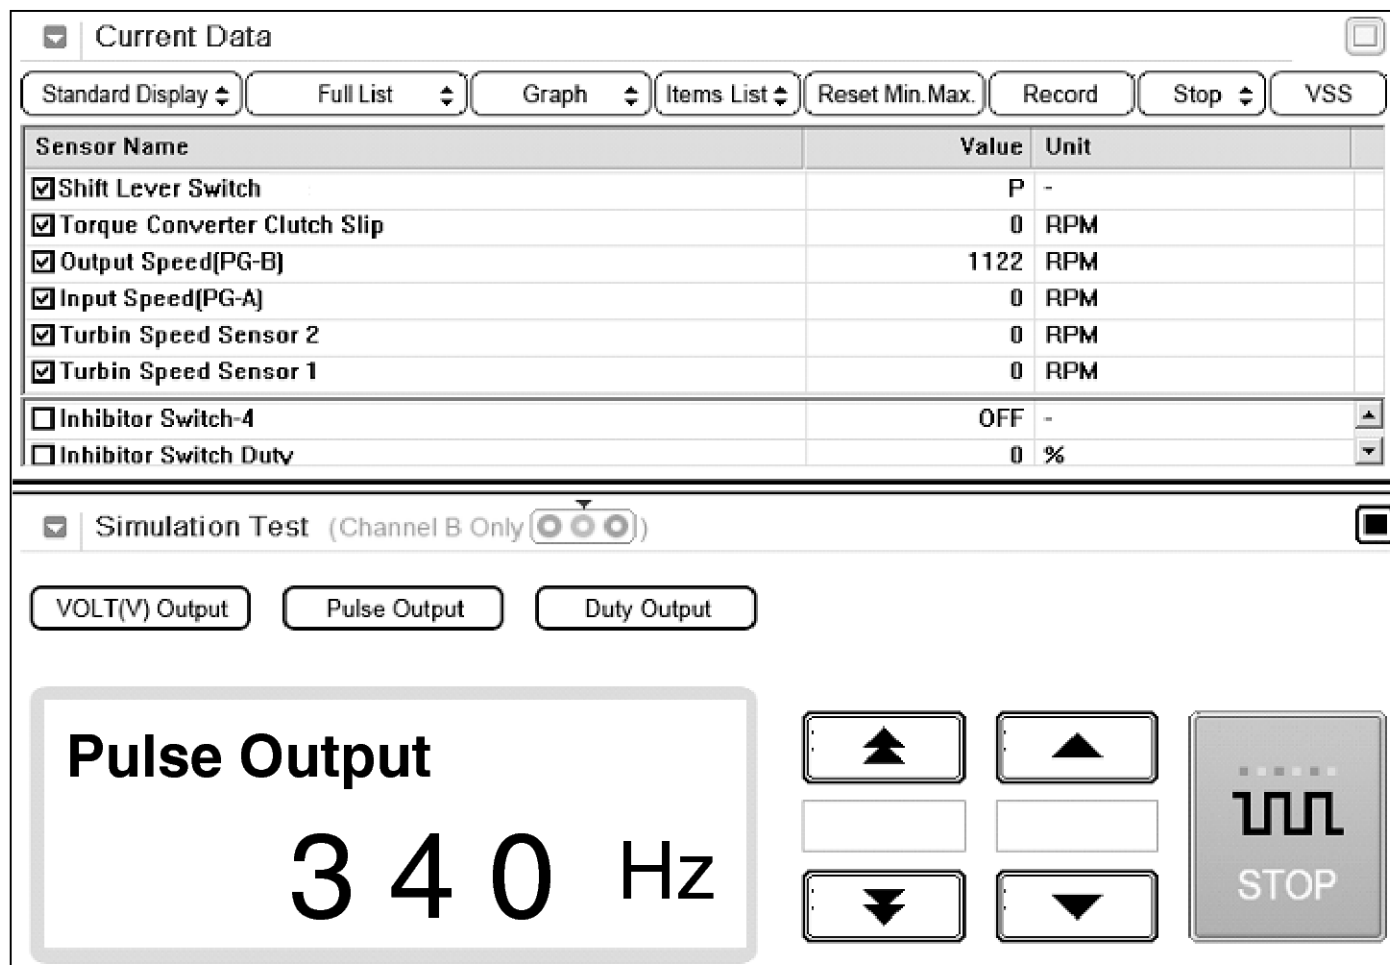 Current Data
Standard Display Full List Graph Items List Reset Min.Max. Record Stop VSS
Sensor Name Value Unit
Shift Lever Switch P -
Torque Converter Clutch Slip 0 RPM
Output Speed(PG-B) 1122 RPM
Input Speed(PG-A) 0 RPM
Turbin Speed Sensor 2 0 RPM
Turbin Speed Sensor 1 0 RPM
Inhibitor Switch-4 OFF -
Inhibitor Switch Duty 0 %
Simulation Test (Channel B Only )
VOLT(V) Output Pulse Output Duty Output
Pulse Output
340 Hz
STOP